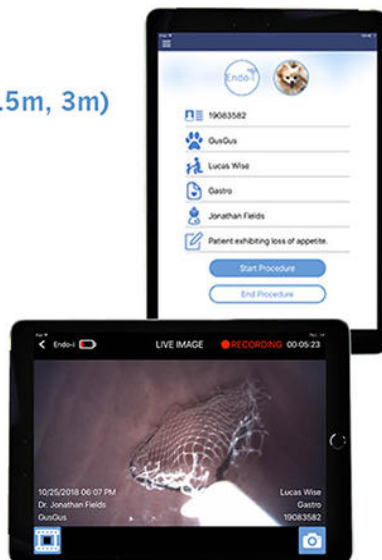 .5m, 3m)
Endo-i
19083582
GusGus
Lucas Wise
Gastro
Jonathan Fields
Patient exhibiting loss of appetite.
Start Procedure
End Procedure
Endo-i
LIVE IMAGE
RECORDING 00:05:23
10/25/2018 06:07 PM
Dr. Jonathan Fields
GusGus
Lucas Wise
Gastro
19083582